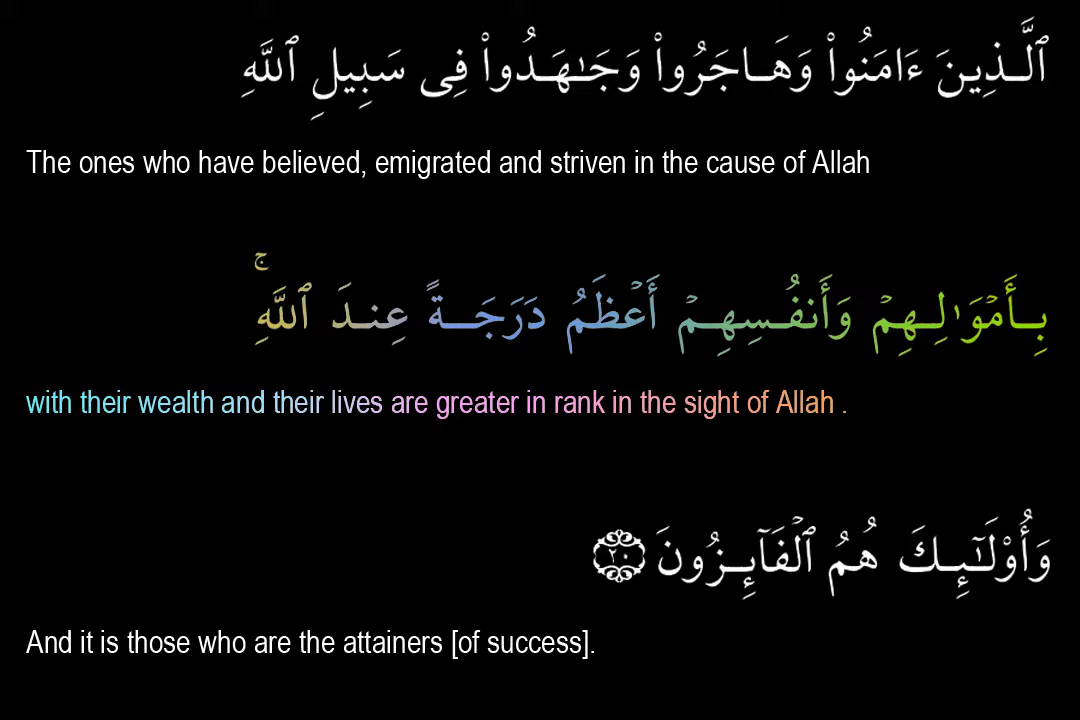 ٱلَّذِينَ ءَامَنُوا۟ وَهَاجَرُوا۟ وَجَـٰهَدُوا۟ فِى سَبِيلِ ٱللَّهِ
The ones who have believed, emigrated and striven in the cause of Allah
بِأَمْوَٰلِهِمْ وَأَنفُسِهِمْ أَعْظَمُ دَرَجَةً عِندَ ٱللَّهِ ۚ
with their wealth and their lives are greater in rank in the sight of Allah .
وَأُو۟لَـٰٓئِكَ هُمُ ٱلْفَآئِزُونَ ٢٠
And it is those who are the attainers [of success].